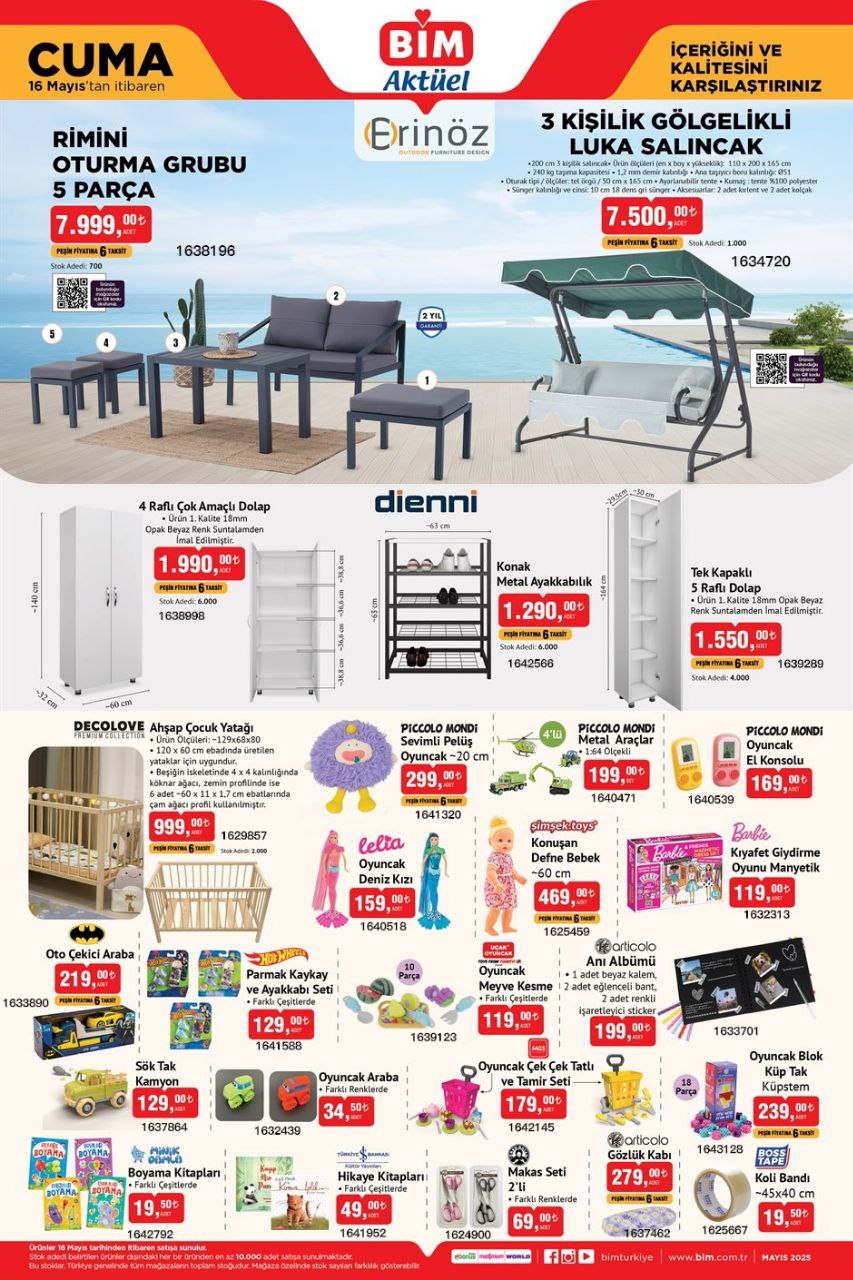 CUMA
16 Mayıs'tan itibaren
BİM
Aktüel
İÇERİĞİNİ VE
KALİTESİNİ
KARŞILAŞTIRINIZ
Erinöz
OUTDOOR FURNITURE DESIGN
RİMİNİ
OTURMA GRUBU
5 PARÇA
7.999,00₺
ADET
PEŞİN FİYATINA 6 TAKSİT
Stok Adedi: 700
1638196
Ürünün
bulunduğu
mağazalar
için QR kodu
okutunuz.
5
4
3
2
1
2 YIL
GARANTİ
3 KİŞİLİK GÖLGELİKLİ
LUKA SALINCAK
•200 cm 3 kişilik salıncak• Ürün ölçüleri (en x boy x yükseklik): 110 x 200 x 165 cm
• 240 kg taşıma kapasitesi • 1,2 mm demir kalınlığı • Ana taşıyıcı boru kalınlığı: Ø51
• Oturak tipi / ölçüler: tel örgü / 50 cm x 165 cm • Ayarlanabilir tente • Kumaş : tente %100 polyester
• Sünger kalınlığı ve cinsi: 10 cm 18 dens gri sünger • Aksesuarlar: 2 adet kırlent ve 2 adet kolçak
7.500,00₺
ADET
PEŞİN FİYATINA 6 TAKSİT
Stok Adedi: 1.000
1634720
Ürünün
bulunduğu
mağazalar
için QR kodu
okutunuz.
4 Raflı Çok Amaçlı Dolap
• Ürün 1. Kalite 18mm
Opak Beyaz Renk Suntalamden
İmal Edilmiştir.
1.990,00₺
ADET
PEŞİN FİYATINA 6 TAKSİT
Stok Adedi: 6.000
1638998
~140 cm
~32 cm
~60 cm
~38,8 cm
~36,6 cm
~36,6 cm
~38,8 cm
dienni
~63 cm
~63 cm
Konak
Metal Ayakkabılık
1.290,00₺
ADET
PEŞİN FİYATINA 6 TAKSİT
Stok Adedi: 6.000
1642566
~29,5cm
~30 cm
~164 cm
Tek Kapaklı
5 Raflı Dolap
• Ürün 1. Kalite 18mm Opak Beyaz
Renk Suntalamden İmal Edilmiştir.
1.550,00₺
ADET
PEŞİN FİYATINA 6 TAKSİT
1639289
Stok Adedi: 4.000
DECOLOVE
PREMIUM COLLECTION
Ahşap Çocuk Yatağı
• Ürün Ölçüleri: ~129x68x80
• 120 x 60 cm ebadında üretilen
yataklar için uygundur.
• Beşiğin iskeletinde 4 x 4 kalınlığında
köknar ağacı, zemin profilinde ise
6 adet ~60 x 11 x 1,7 cm ebatlarında
çam ağacı profil kullanılmıştır.
999,00₺
ADET
1629857
PEŞİN FİYATINA 6 TAKSİT
Stok Adedi: 2.000
PİCCOLO MONDİ
Sevimli Pelüş
Oyuncak ~20 cm
299,00₺
ADET
PEŞİN FİYATINA 6 TAKSİT
1641320
4'lü
PİCCOLO MONDİ
Metal Araçlar
• 1:64 Ölçekli
199,00₺
ADET
1640471
PİCCOLO MONDİ
Oyuncak
El Konsolu
169,00₺
ADET
1640539
lelta
Oyuncak
Deniz Kızı
159,00₺
ADET
1640518
şimşek toys
Konuşan
Defne Bebek
~60 cm
469,00₺
ADET
PEŞİN FİYATINA 6 TAKSİT
1625459
Barbie
& FRIENDS
MAGNETIC
DRESS SET
Barbie
Kıyafet Giydirme
Oyunu Manyetik
119,00₺
ADET
1632313
Oto Çekici Araba
219,00₺
ADET
PEŞİN FİYATINA 6 TAKSİT
1633890
Hot Wheels
Parmak Kaykay
ve Ayakkabı Seti
• Farklı Çeşitlerde
129,00₺
ADET
1641588
10
Parça
1639123
UÇAR
OYUNCAK
Oyuncak
Meyve Kesme
• Farklı Çeşitlerde
119,00₺
ADET
articolo
Anı Albümü
• 1 adet beyaz kalem,
2 adet eğlenceli bant,
2 adet renkli
işaretleyici sticker
199,00₺
ADET
1633701
Sök Tak
Kamyon
129,00₺
ADET
1637864
Oyuncak Araba
• Farklı Renklerde
34,50₺
ADET
1632439
MGS
Oyuncak Çek Çek Tatlı
ve Tamir Seti
179,00₺
ADET
1642145
18
Parça
Oyuncak Blok
Küp Tak
Küpstem
239,00₺
ADET
PEŞİN FİYATINA 6 TAKSİT
1643128
BOYAMA
BOYAMA
BOYAMA
BOYAMA
MİNİK
DAMLA
Boyama Kitapları
• Farklı Çeşitlerde
19,50₺
ADET
1642792
TÜRKİYE İŞ BANKASI
Kültür Yayınları
Hikaye Kitapları
• Farklı Çeşitlerde
49,00₺
ADET
1641952
Makas Seti
2'li
• Farklı Renklerde
69,00₺
ADET
1624900
articolo
Gözlük Kabı
279,00₺
ADET
PEŞİN FİYATINA 6 TAKSİT
1537462
BOSS
TAPE
Koli Bandı
~45x40 cm
19,50₺
ADET
1625667
Ürünler 16 Mayıs tarihinden itibaren satışa sunulur.
Stok adedi belirtilen ürünler dışındaki her bir üründen en az 10.000 adet satışa sunulmaktadır.
Bu stoklar, Türkiye genelinde tüm mağazaların toplam stoğudur. Mağaza özelinde stok sayıları farklılık gösterebilir.
ebonus
maximum
WORLD
bimturkiye
www.bim.com.tr
MAYIS 2025